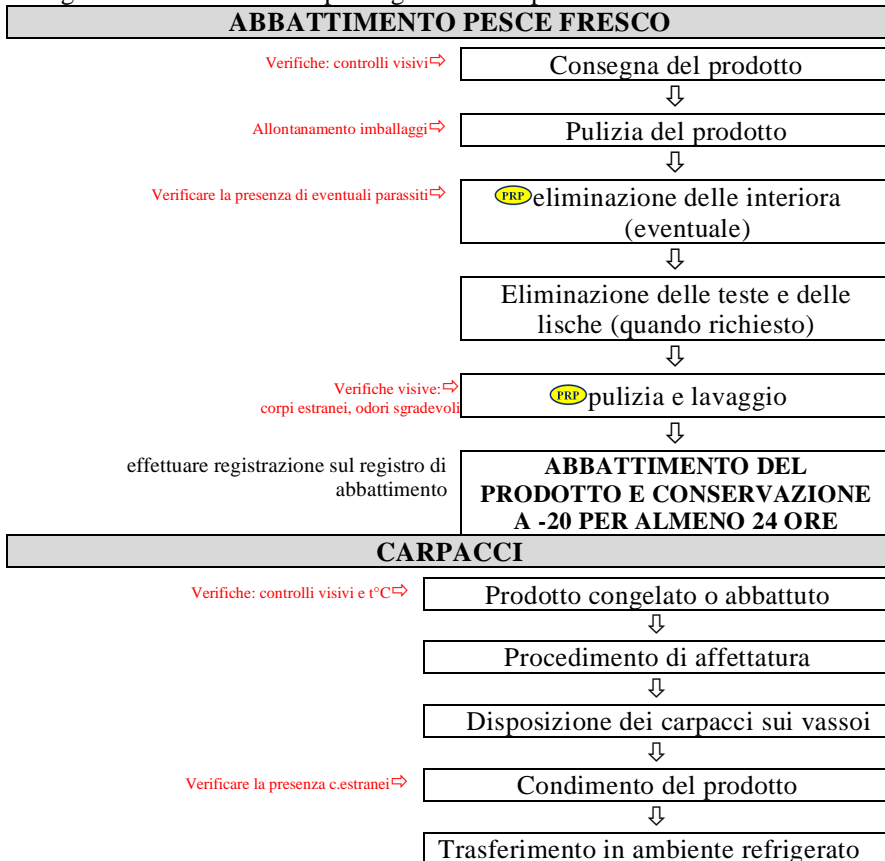 ABBATTIMENTO PESCE FRESCO
Verifiche: controlli visivi⇨
Consegna del prodotto
⇩
Allontanamento imballaggi⇨
Pulizia del prodotto
⇩
Verificare la presenza di eventuali parassiti⇨
PRP eliminazione delle interiora
(eventuale)
⇩
Eliminazione delle teste e delle
lische (quando richiesto)
⇩
Verifiche visive:⇨
corpi estranei, odori sgradevoli
PRP pulizia e lavaggio
⇩
effettuare registrazione sul registro di
abbattimento
ABBATTIMENTO DEL
PRODOTTO E CONSERVAZIONE
A -20 PER ALMENO 24 ORE
CARPACCI
Verifiche: controlli visivi e t°C⇨
Prodotto congelato o abbattuto
⇩
Procedimento di affettatura
⇩
Disposizione dei carpacci sui vassoi
⇩
Verificare la presenza c.estranei⇨
Condimento del prodotto
⇩
Trasferimento in ambiente refrigerato